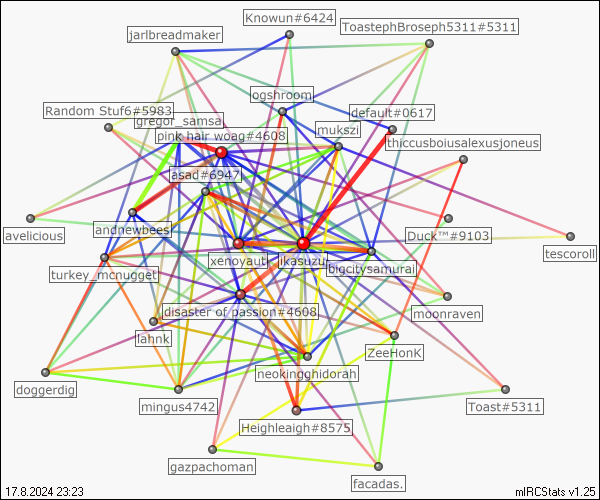 Knowun#6424
ToastephBroseph5311#5311
jarlbreadmaker
ogshroom
Random Stuf6#5983
default#0617
gregor_samsa
mukszi
pink hair woag#4608
thiccusboiusalexusjoneus
asad#6947
avelicious
andnewbees
Duck™#9103
tescoroll
xenoyaut
ikasuzu
bigcitysamurai
turkey_mcnugget
disaster of passion#4608
moonraven
lahnk
ZeeHonK
neokingghidorah
doggerdig
mingus4742
Toast#5311
Heighleaigh#8575
gazpachoman
facadas.
17.8.2024 23:23
mIRCStats v1.25